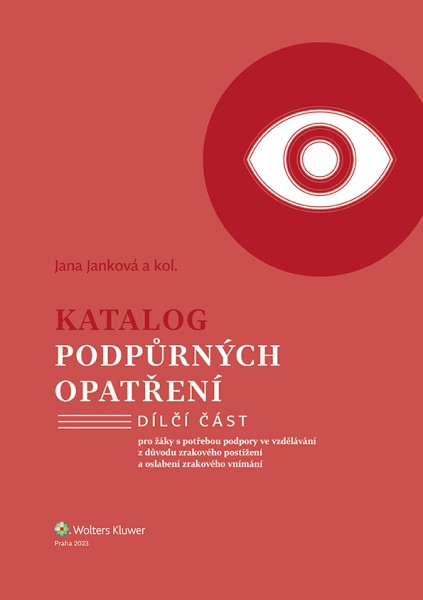 Jana Janková a kol.
KATALOG
PODPŮRNÝCH
OPATŘENÍ
DÍLČÍ ČÁST
pro žáky s potřebou podpory ve vzdělávání
z důvodu zrakového postižení
a oslabení zrakového vnímání
Wolters Kluwer
Praha 2023